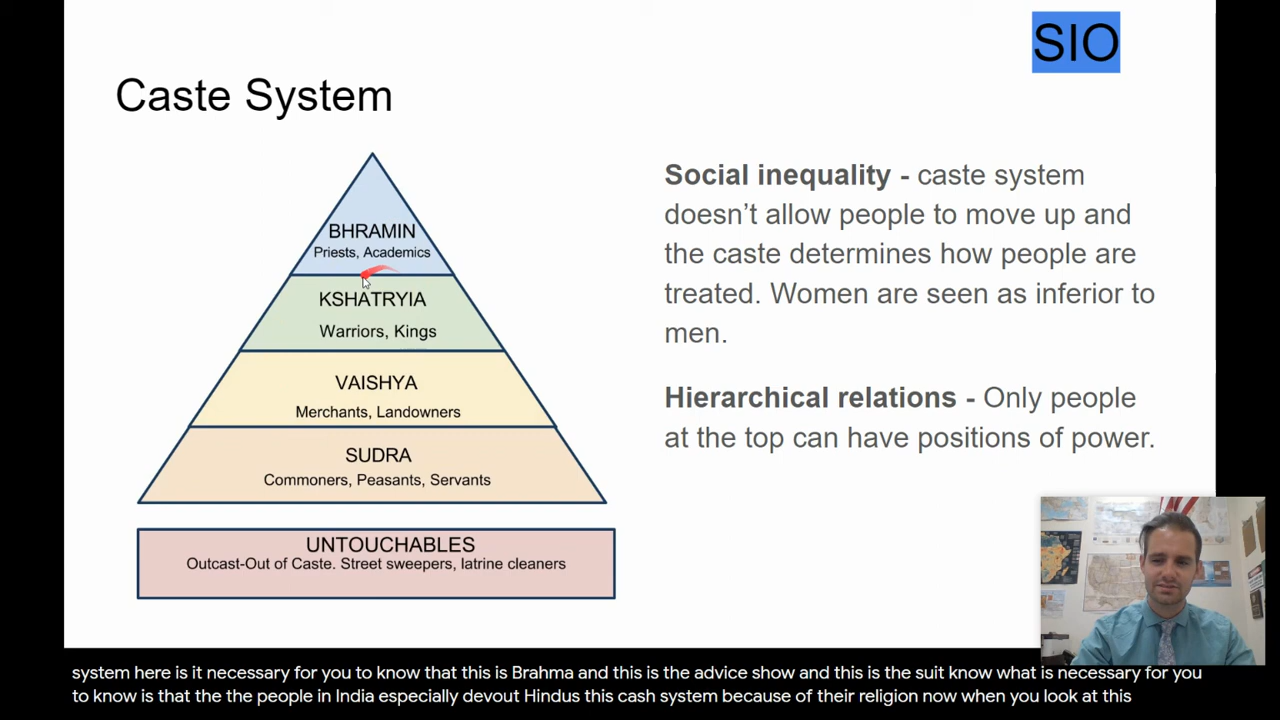 SIO
Caste System
BHRAMIN
Priests, Academics
KSHATRYIA
Warriors, Kings
VAISHYA
Merchants, Landowners
SUDRA
Commoners, Peasants, Servants
UNTOUCHABLES
Outcast-Out of Caste. Street sweepers, latrine cleaners
Social inequality - caste system
doesn’t allow people to move up and
the caste determines how people are
treated. Women are seen as inferior to
men.
Hierarchical relations - Only people
at the top can have positions of power.
system here is it necessary for you to know that this is Brahma and this is the advice show and this is the suit know what is necessary for you
to know is that the the people in India especially devout Hindus this cash system because of their religion now when you look at this